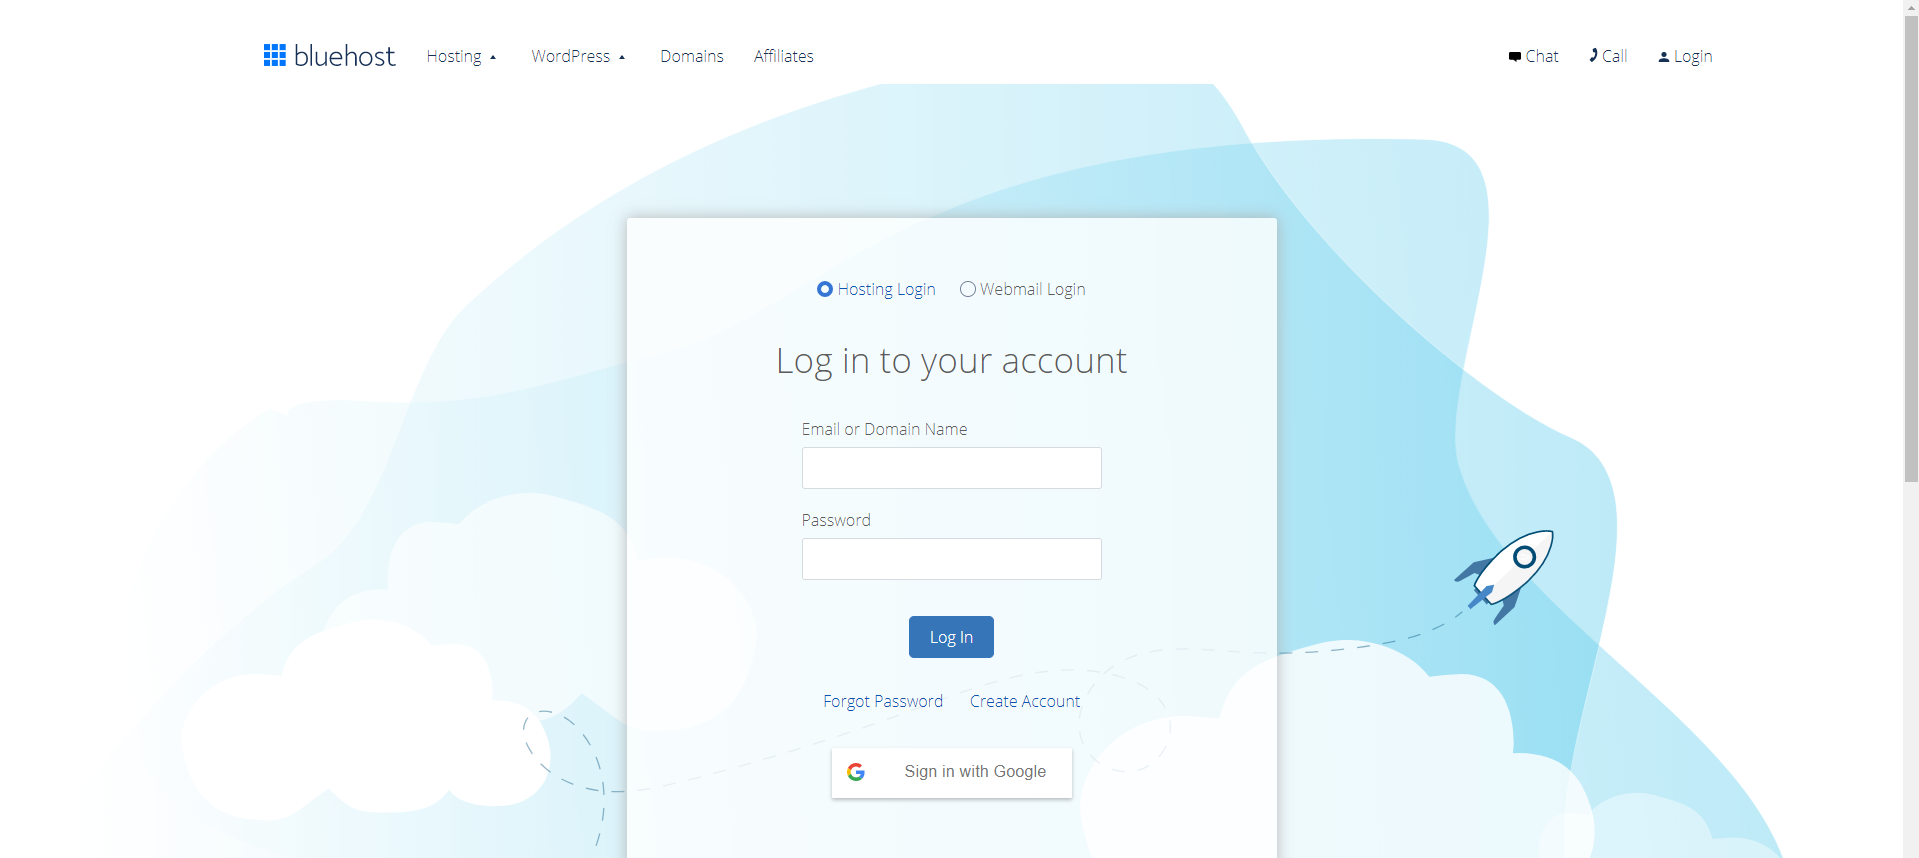 bluehost Hosting WordPress Domains Affiliates Chat Call Login
Hosting Login Webmail Login
Log in to your account
Email or Domain Name
Password
Log In
Forgot Password Create Account
Sign in with Google